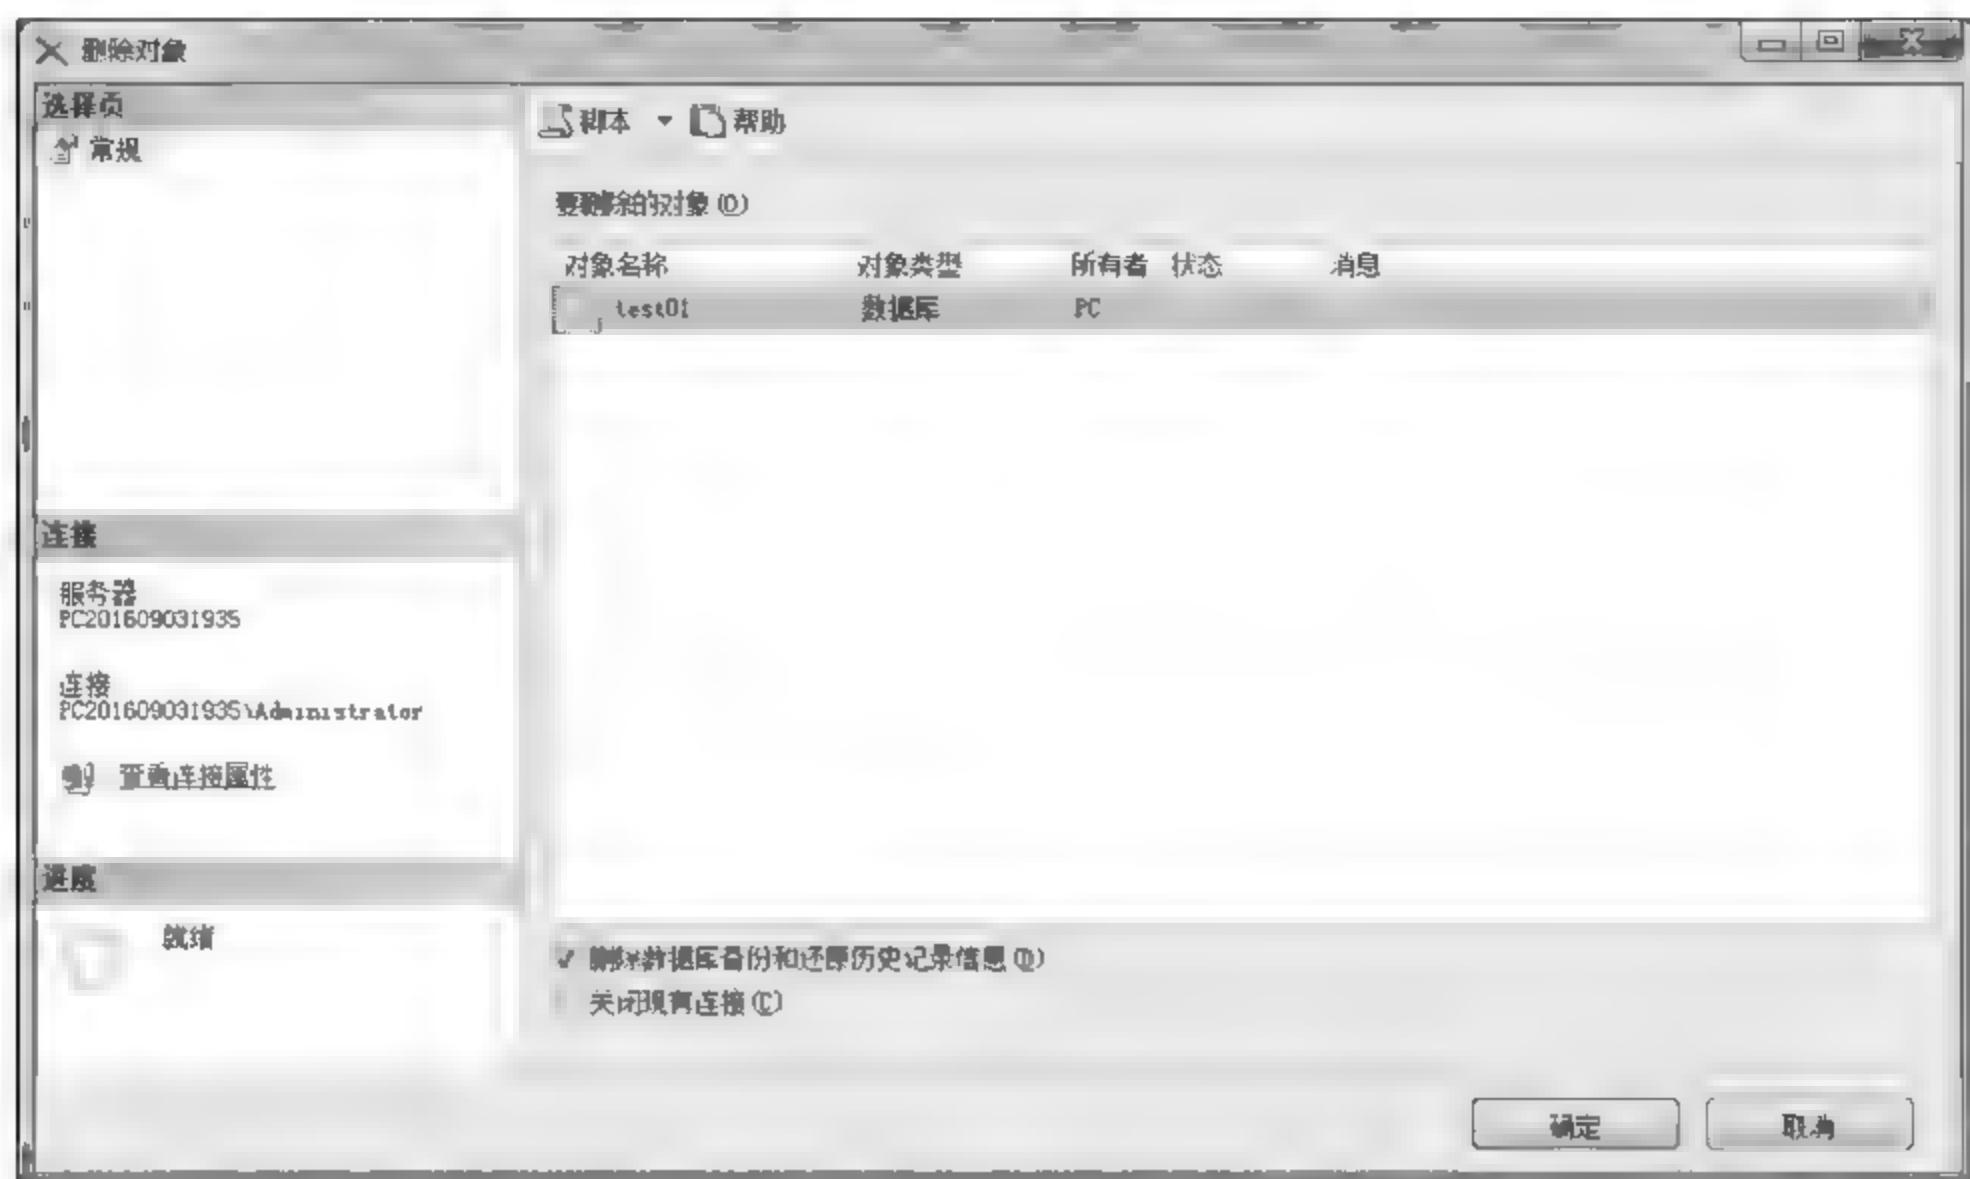 删除对象
选择页
常规
脚本 帮助
要删除的对象(O)
对象名称 对象类型 所有者 状态 消息
test01 数据库 PC
连接
服务器
PC201609031935
连接
PC201609031935\Administrator
查看连接属性
进度
就绪
删除数据库备份和还原历史记录信息(D)
关闭现有连接(C)
确定 取消